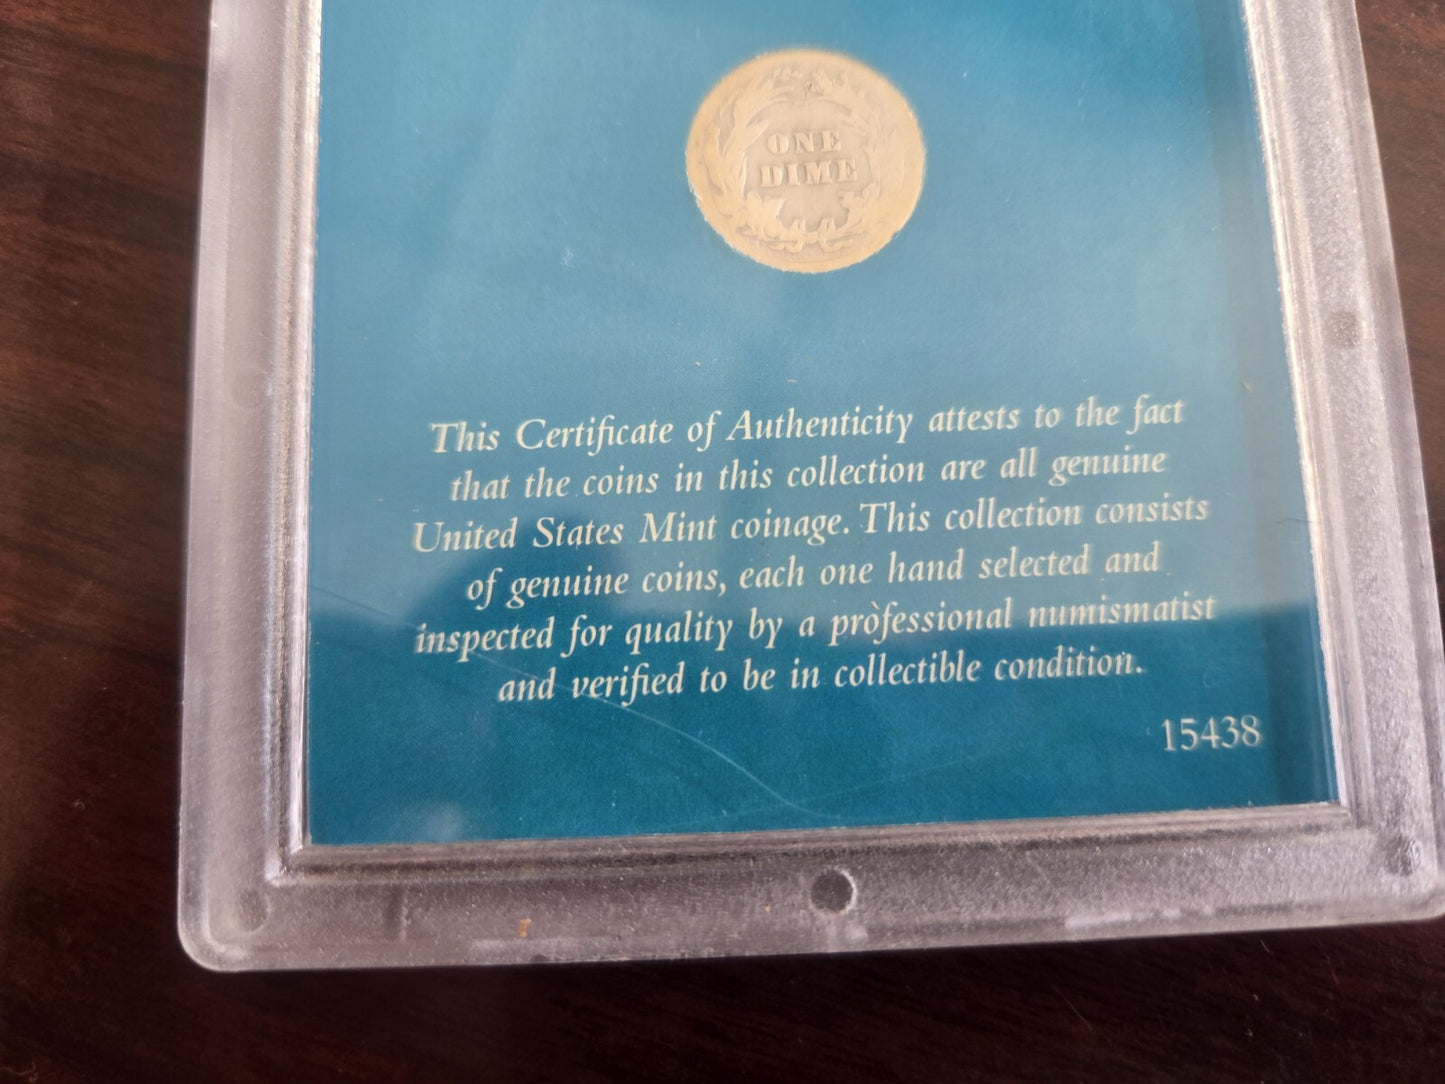 ONE
DIME
This Certificate of Authenticity attests to the fact
that the coins in this collection are all genuine
United States Mint coinage. This collection consists
of genuine coins, each one hand selected and
inspected for quality by a professional numismatist
and verified to be in collectible condition.
15438